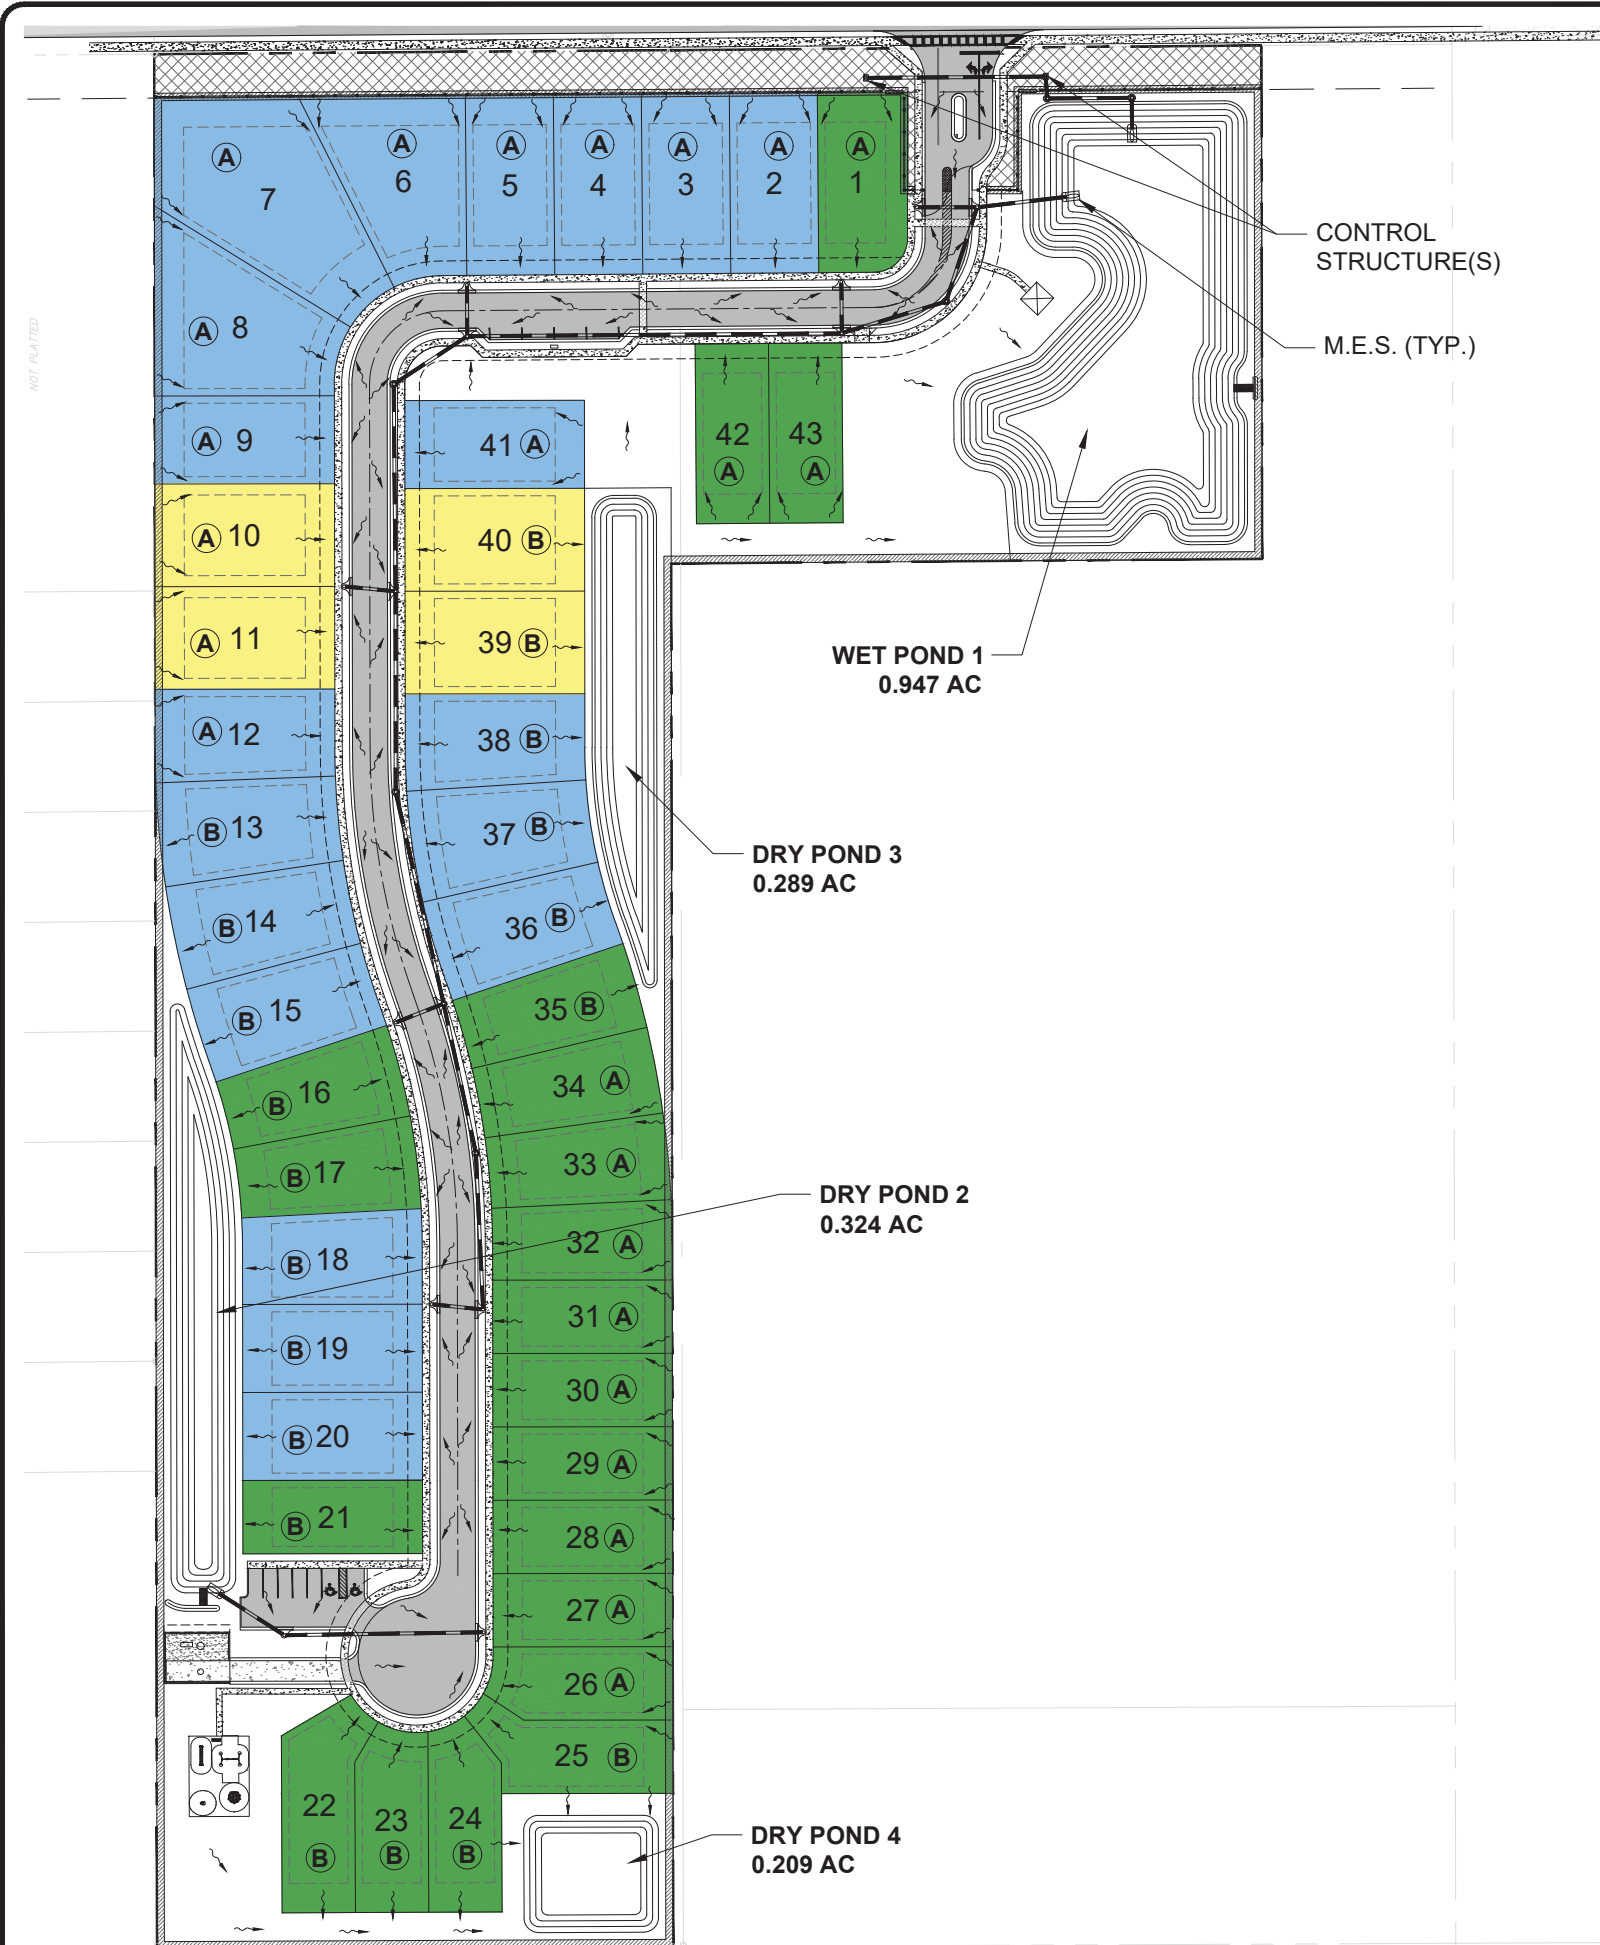 A
A
A
A
A
A
A
7
6
5
4
3
2
1
CONTROL
STRUCTURE(S)
NOT PLATTED
A 8
M.E.S. (TYP.)
A 9
41 A
42
A
43
A
A 10
40 B
A 11
39 B
WET POND 1
0.947 AC
A 12
38 B
B 13
37 B
DRY POND 3
0.289 AC
B 14
36 B
B 15
35 B
B 16
34 A
B 17
33 A
DRY POND 2
0.324 AC
B 18
32 A
B 19
31 A
30 A
B 20
29 A
B 21
28 A
27 A
26 A
25 B
22
B
23
B
24
B
DRY POND 4
0.209 AC